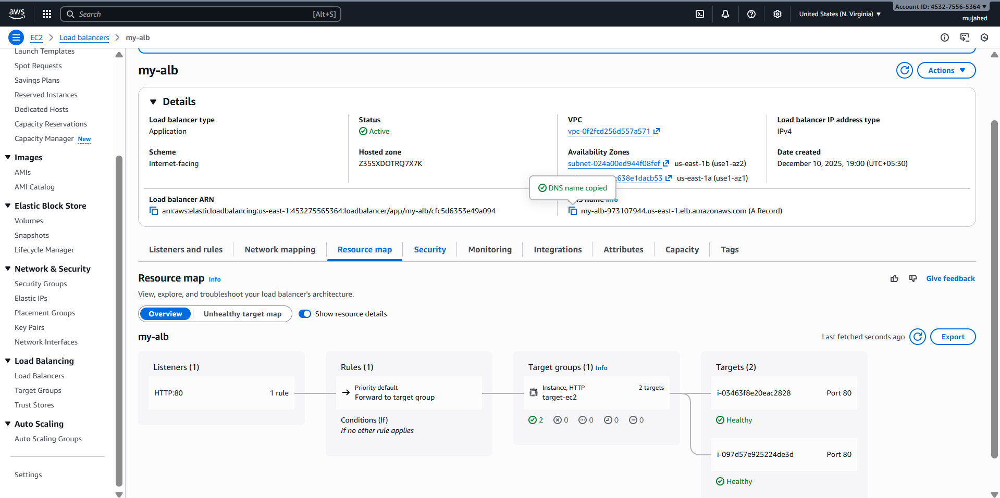 aws
Search
[Alt+S]
United States (N. Virginia)
Account ID: 4532-7556-5364
mujahed
EC2
Load balancers
my-alb
Launch Templates
Spot Requests
Savings Plans
Reserved Instances
Dedicated Hosts
Capacity Reservations
Capacity Manager New
Images
AMIs
AMI Catalog
Elastic Block Store
Volumes
Snapshots
Lifecycle Manager
Network & Security
Security Groups
Elastic IPs
Placement Groups
Key Pairs
Network Interfaces
Load Balancing
Load Balancers
Target Groups
Trust Stores
Auto Scaling
Auto Scaling Groups
Settings
my-alb
Actions
Details
Load balancer type
Application
Status
Active
VPC
vpc-0f2fcd256d557a571
Load balancer IP address type
IPv4
Scheme
Internet-facing
Hosted zone
Z35SXDOTRQ7X7K
Availability Zones
subnet-024a00ed944f08fef us-east-1b (use1-az2)
c638e1dacb53 us-east-1a (use1-az1)
Date created
December 10, 2025, 19:00 (UTC+05:30)
DNS name copied
Load balancer ARN
arn:aws:elasticloadbalancing:us-east-1:453275565364:loadbalancer/app/my-alb/cfc5d6353e49a094
name Info
my-alb-973107944.us-east-1.elb.amazonaws.com (A Record)
Listeners and rules
Network mapping
Resource map
Security
Monitoring
Integrations
Attributes
Capacity
Tags
Resource map Info
Give feedback
View, explore, and troubleshoot your load balancer's architecture.
Overview
Unhealthy target map
Show resource details
my-alb
Last fetched seconds ago
Export
Listeners (1)
HTTP:80
1 rule
Rules (1)
Priority default
Forward to target group
Conditions (If)
If no other rule applies
Target groups (1) Info
Instance, HTTP
2 targets
target-ec2
2 0 0 0 0
Targets (2)
i-03463f8e20eac2828
Port 80
Healthy
i-097d57e925224de3d
Port 80
Healthy